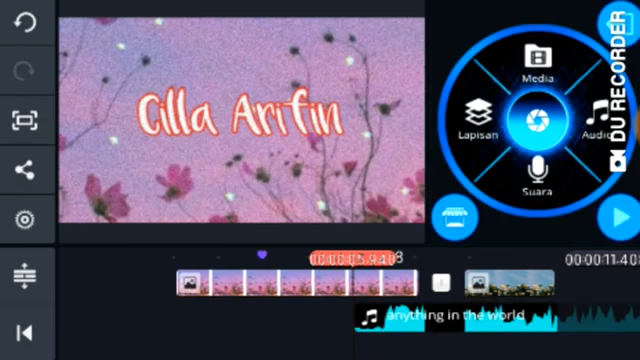 Cilla Arifin
Media
Lapisan
Audio
Suara
DU RECORDER
00:00:11.40
anything in the world